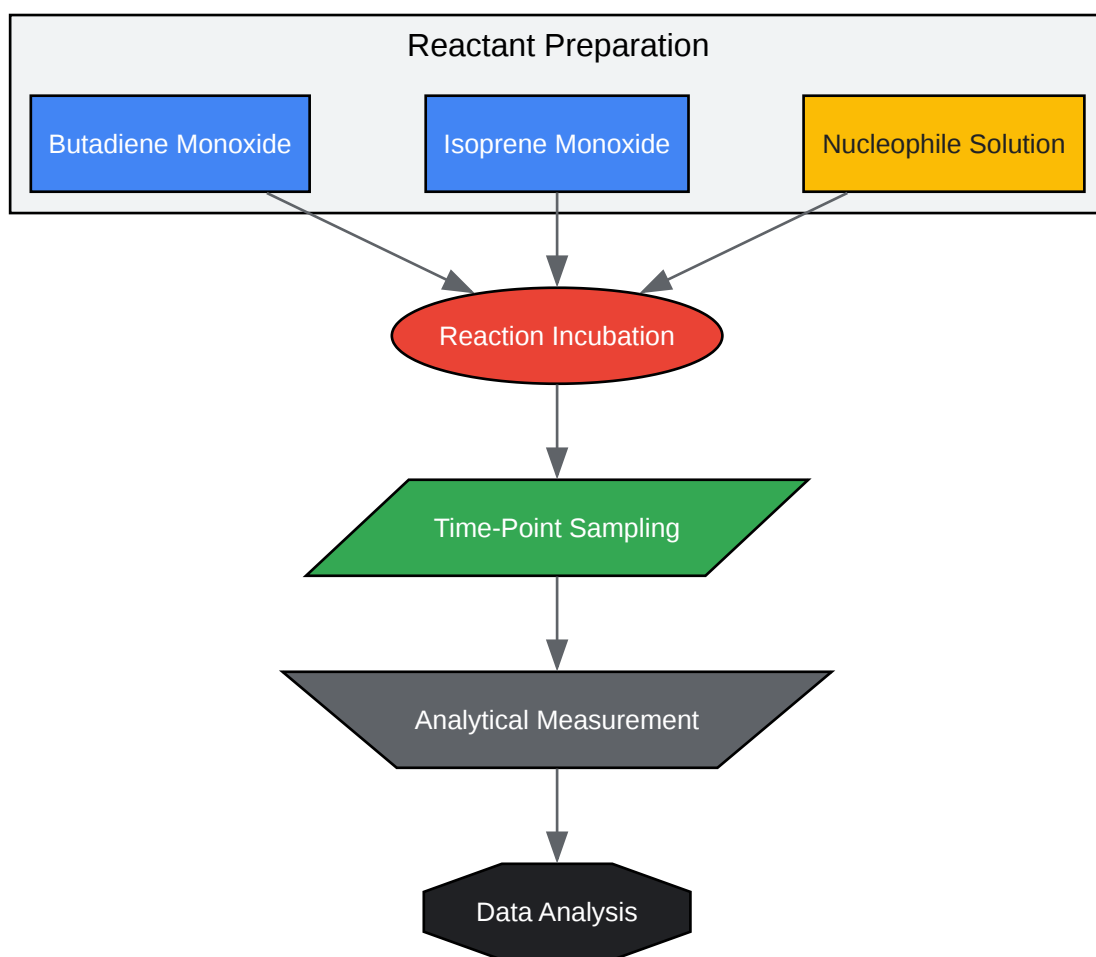 Reactant Preparation
Butadiene Monoxide
Isoprene Monoxide
Nucleophile Solution
Reaction Incubation
Time-Point Sampling
Analytical Measurement
Data Analysis